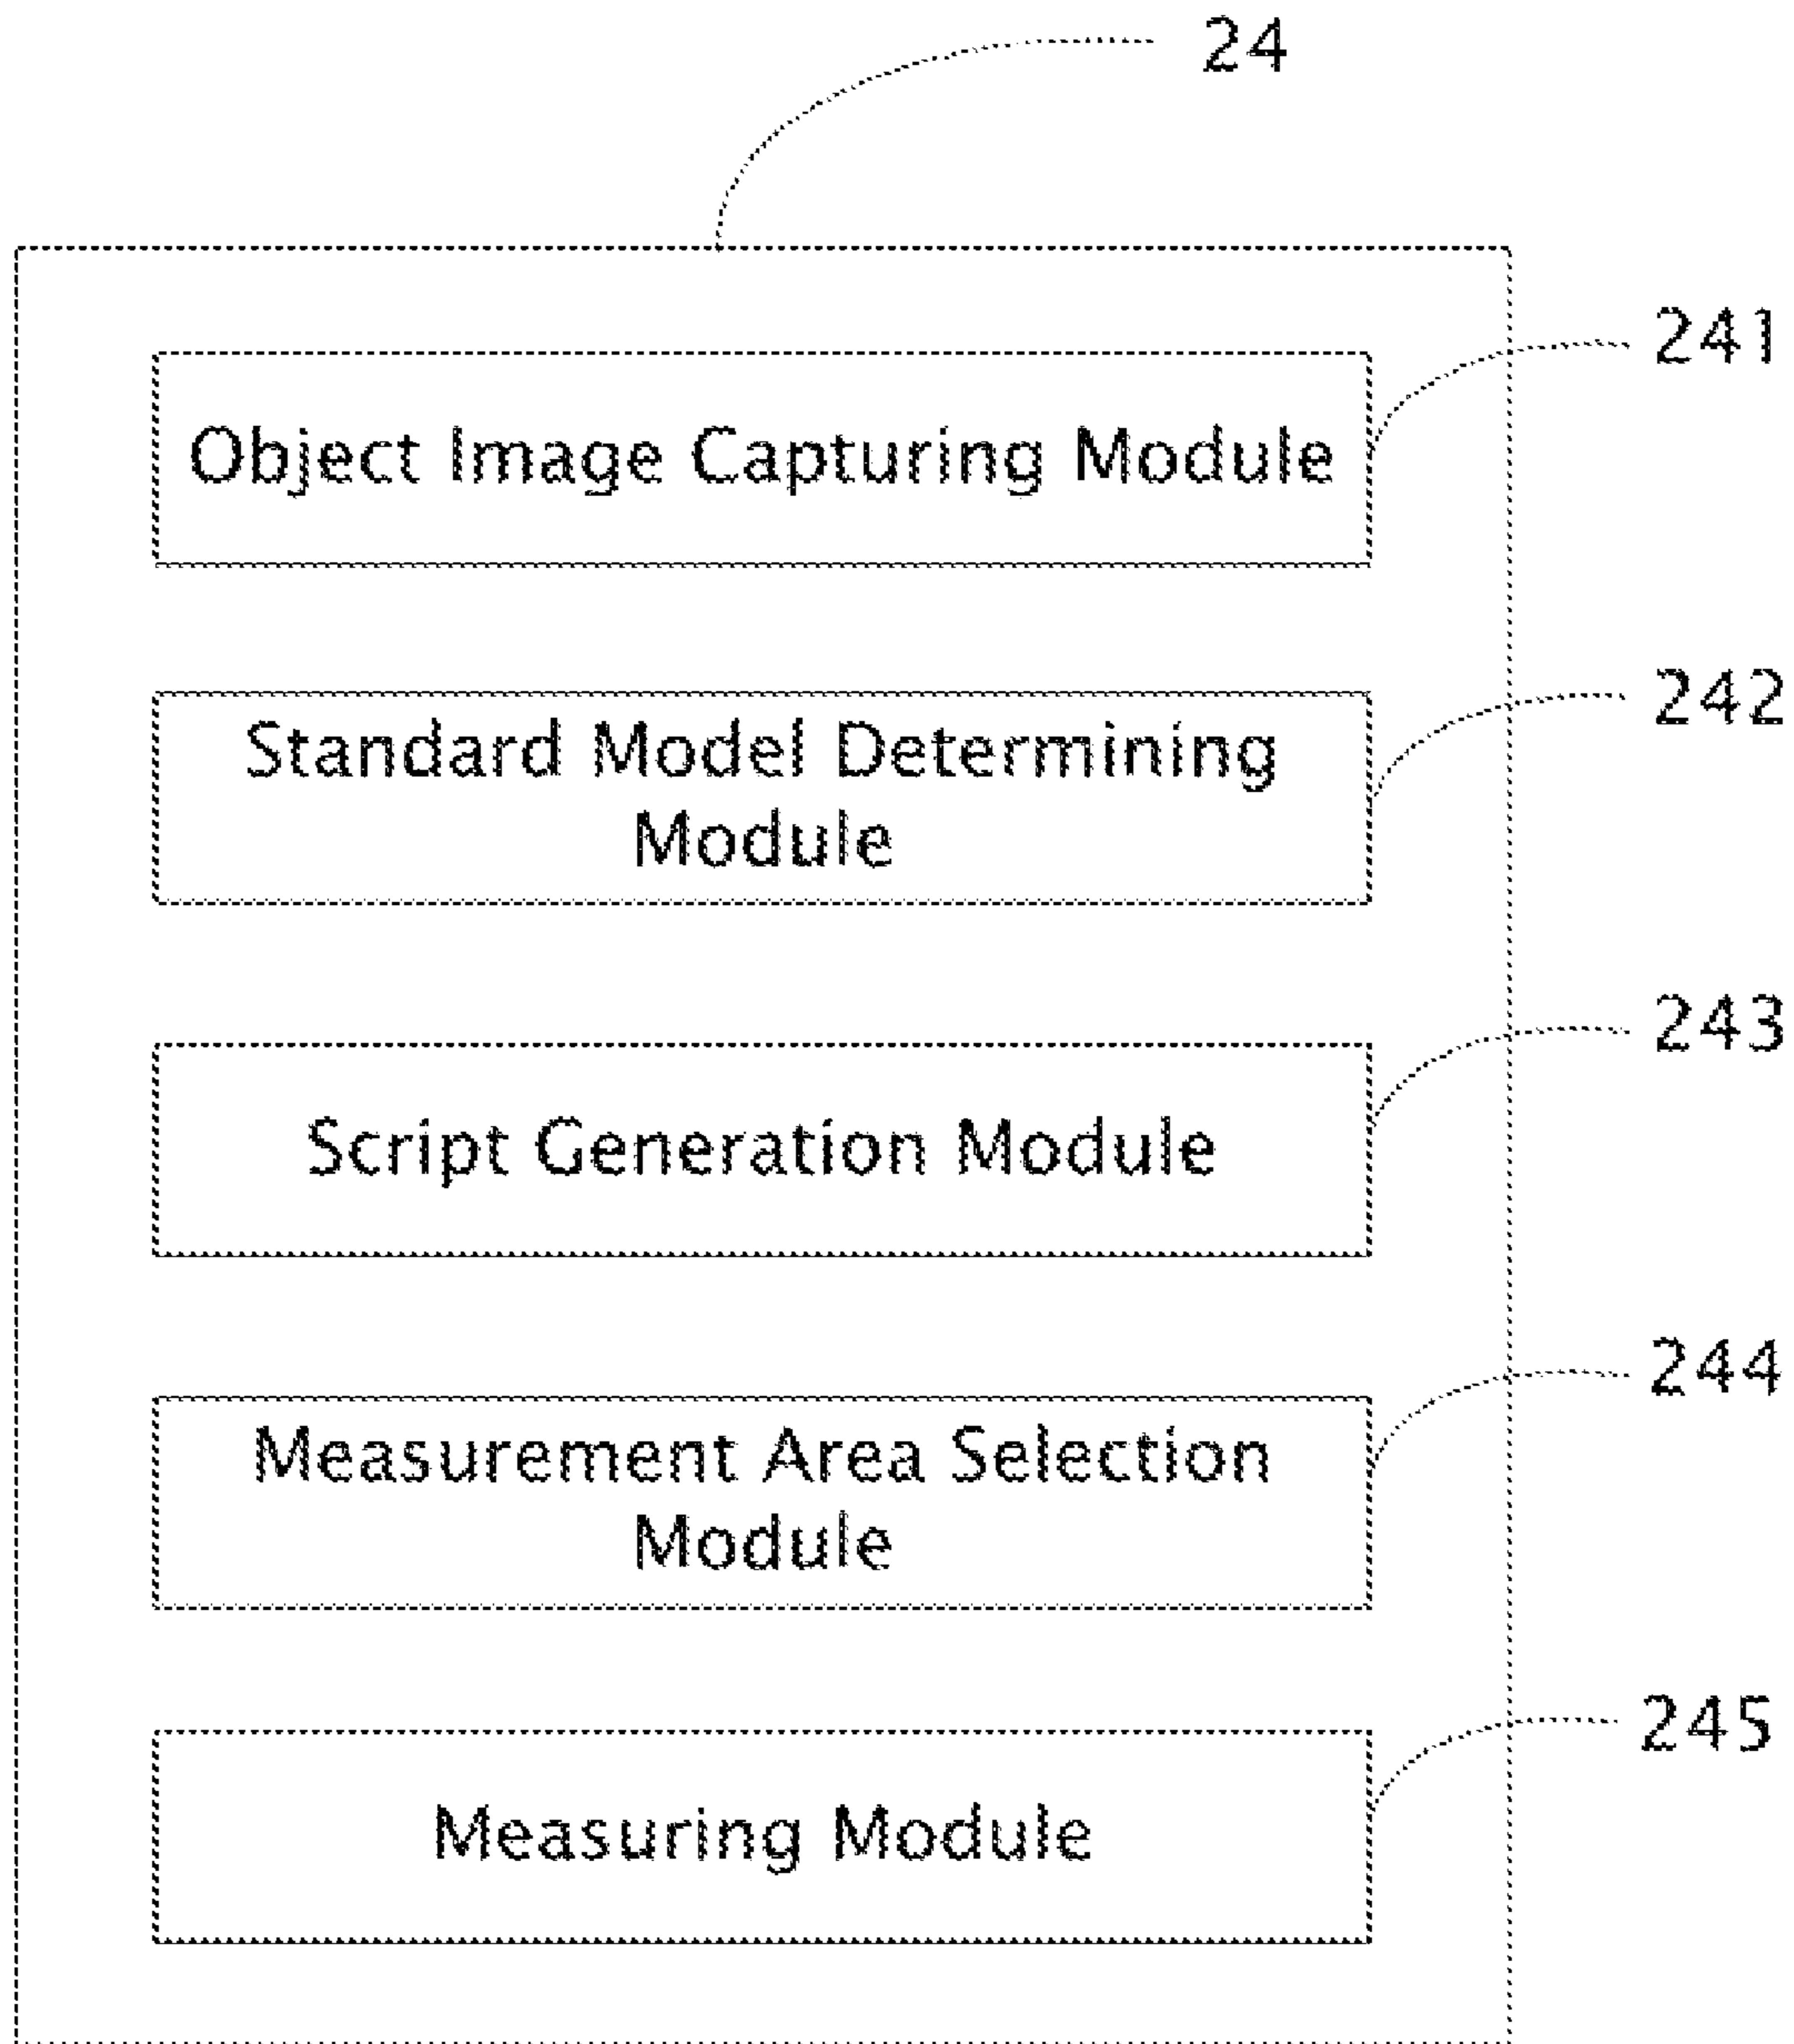 24
241
Object Image Capturing Module
242
Standard Model Determining
Module
243
Script Generation Module
244
Measurement Area Selection
Module
245
Measuring Module